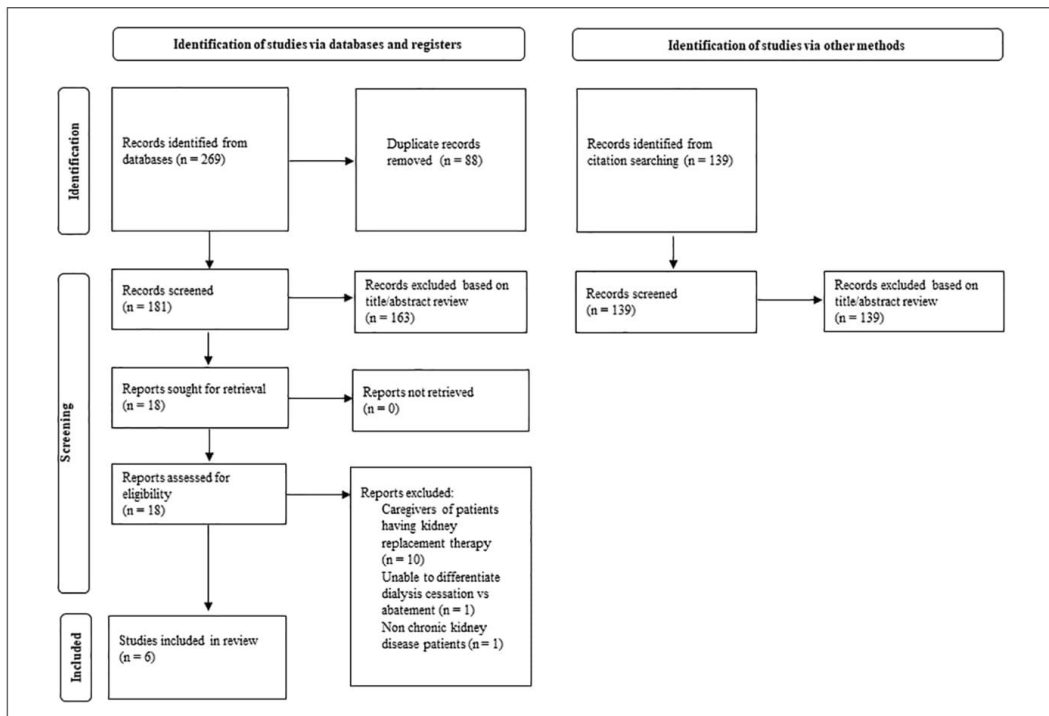 Identification of studies via databases and registers
Identification of studies via other methods
Identification
Records identified from
databases (n = 269)
Duplicate records
removed (n = 88)
Records identified from
citation searching (n = 139)
Screening
Records screened
(n = 181)
Records excluded based on
title/abstract review
(n = 163)
Records screened
(n = 139)
Records excluded based on
title/abstract review
(n = 139)
Reports sought for retrieval
(n = 18)
Reports not retrieved
(n = 0)
Reports assessed for
eligibility
(n = 18)
Reports excluded:
Caregivers of patients
having kidney
replacement therapy
(n = 10)
Unable to differentiate
dialysis cessation vs
abatement (n = 1)
Non chronic kidney
disease patients (n = 1)
Included
Studies included in review
(n = 6)